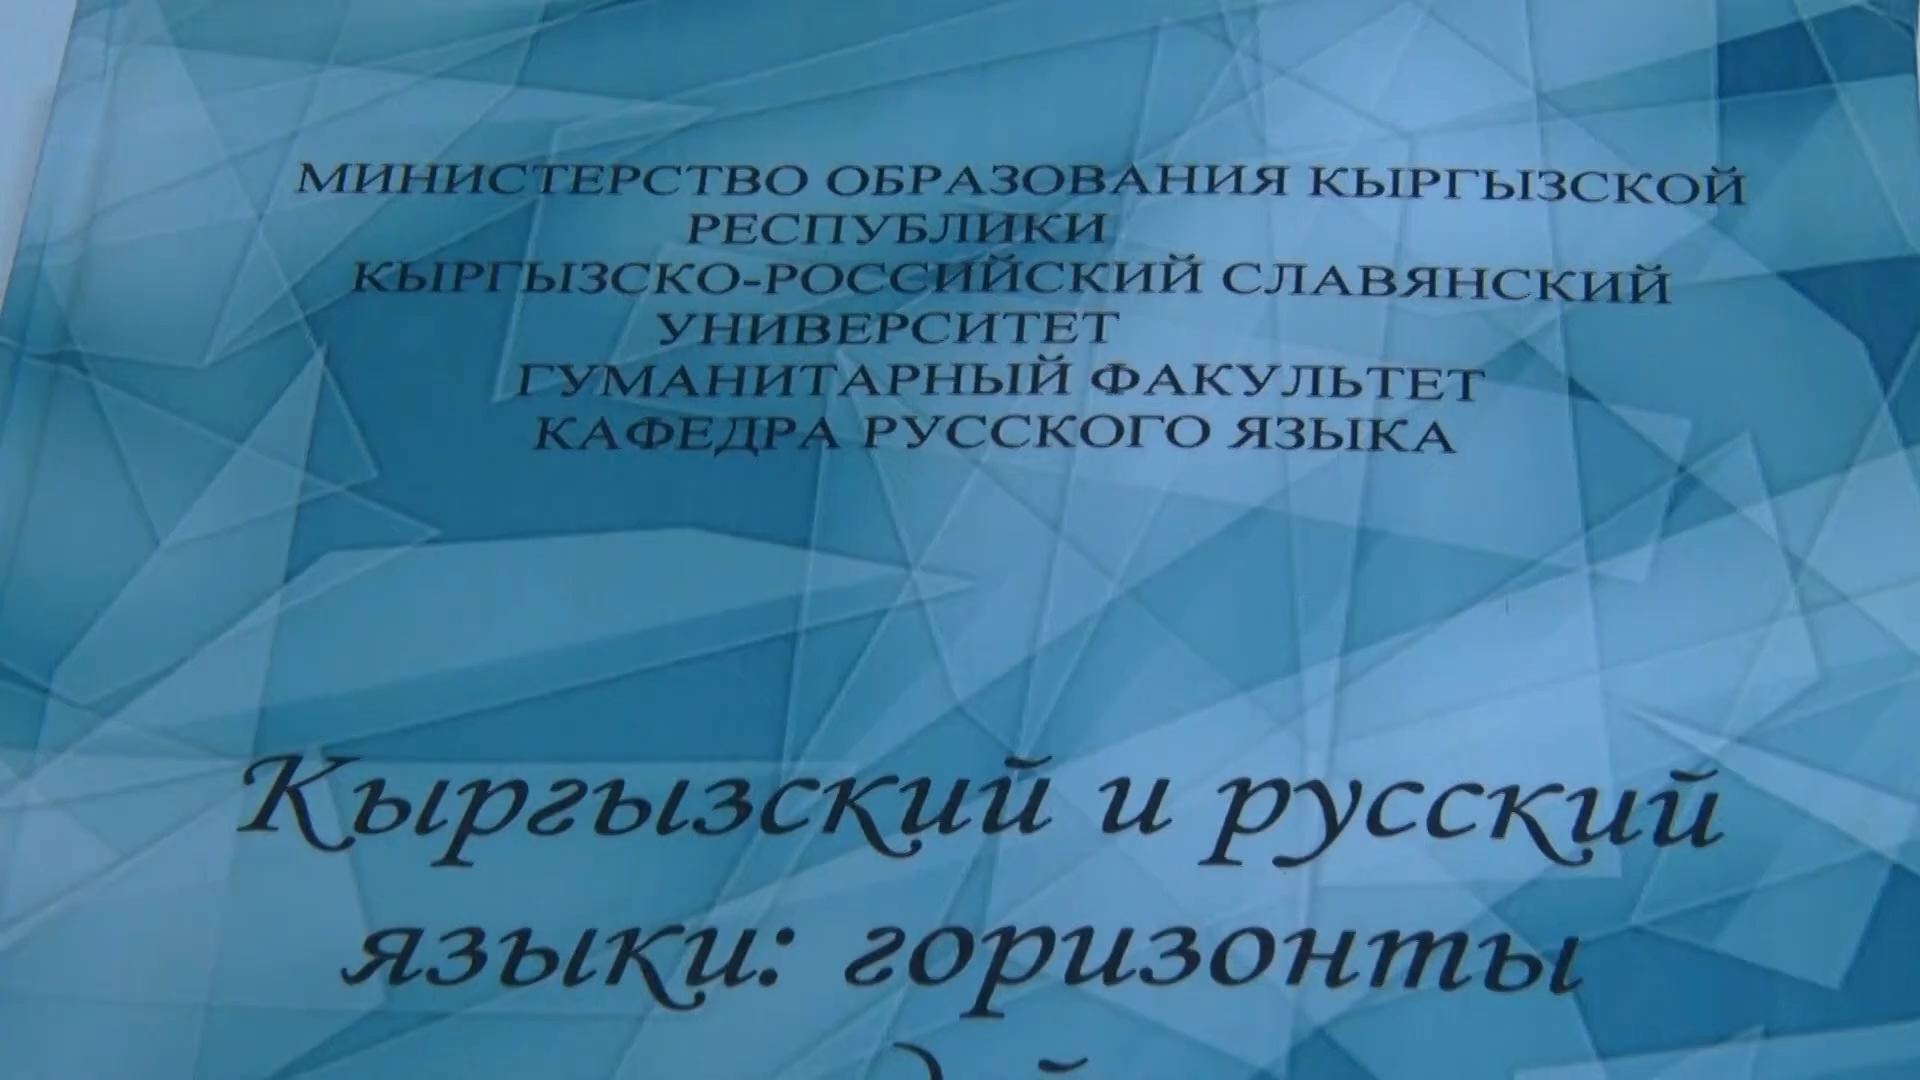 МИНИСТЕРСТВО ОБРАЗОВАНИЯ КЫРГЫЗСКОЙ
РЕСПУБЛИКИ
КЫРГЫЗСКО-РОССИЙСКИЙ СЛАВЯНСКИЙ
УНИВЕРСИТЕТ
ГУМАНИТАРНЫЙ ФАКУЛЬТЕТ
КАФЕДРА РУССКОГО ЯЗЫКА
Кыргызский и русский
языки: горизонты